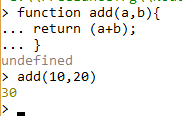 > function add(a,b){
... return (a+b);
... }
undefined
> add(10,20)
30
>